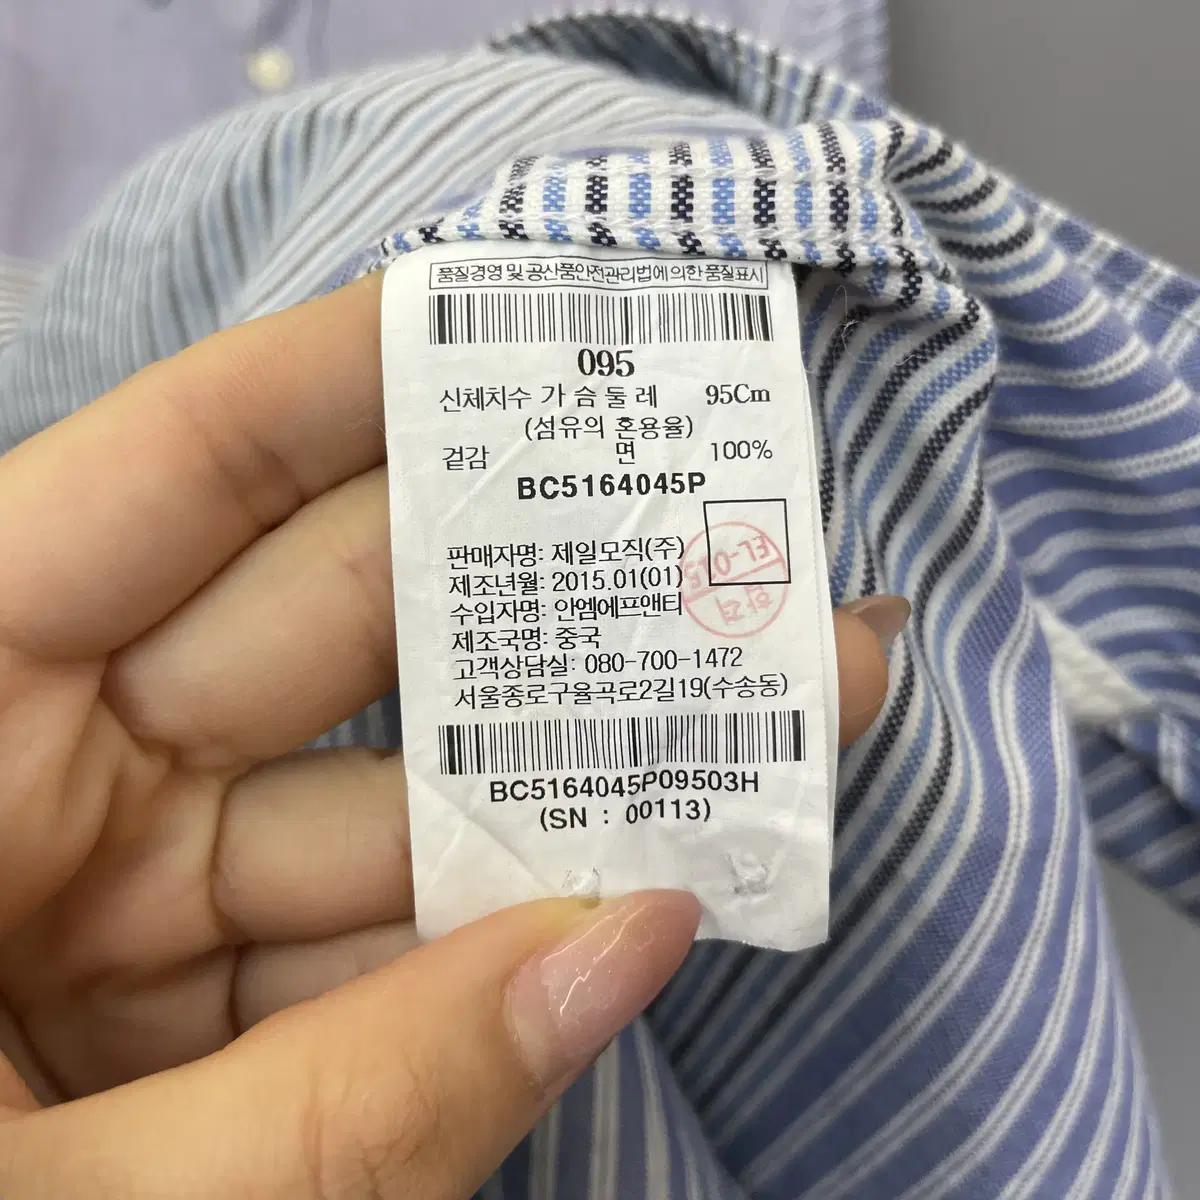 품질경영 및 공산품안전관리법에 의한 품질표시
095
신체치수 가 슴 둘 레 95Cm
(섬유의 혼용율)
겉감 면 100%
BC5164045P
EL-015
합격
판매자명: 제일모직(주)
제조년월: 2015.01(01)
수입자명: 안엠에프앤티
제조국명: 중국
고객상담실: 080-700-1472
서울종로구율곡로2길19(수송동)
BC5164045P09503H
(SN : 00113)